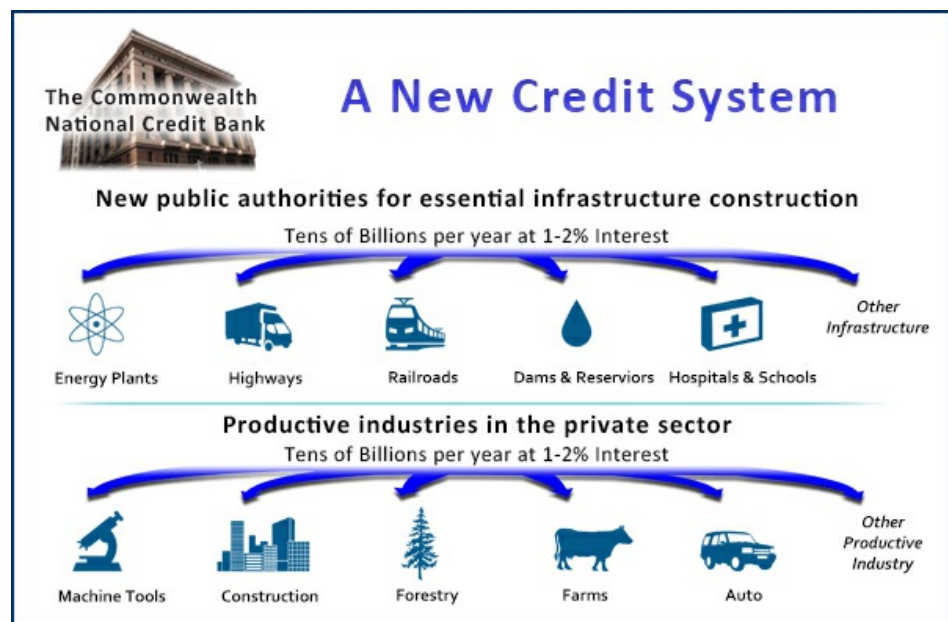 The Commonwealth
National Credit Bank
A New Credit System
New public authorities for essential infrastructure construction
Tens of Billions per year at 1-2% Interest
Other
Infrastructure
Energy Plants
Highways
Railroads
Dams & Reserviors
Hospitals & Schools
Productive industries in the private sector
Tens of Billions per year at 1-2% Interest
Other
Productive
Industry
Machine Tools
Construction
Forestry
Farms
Auto